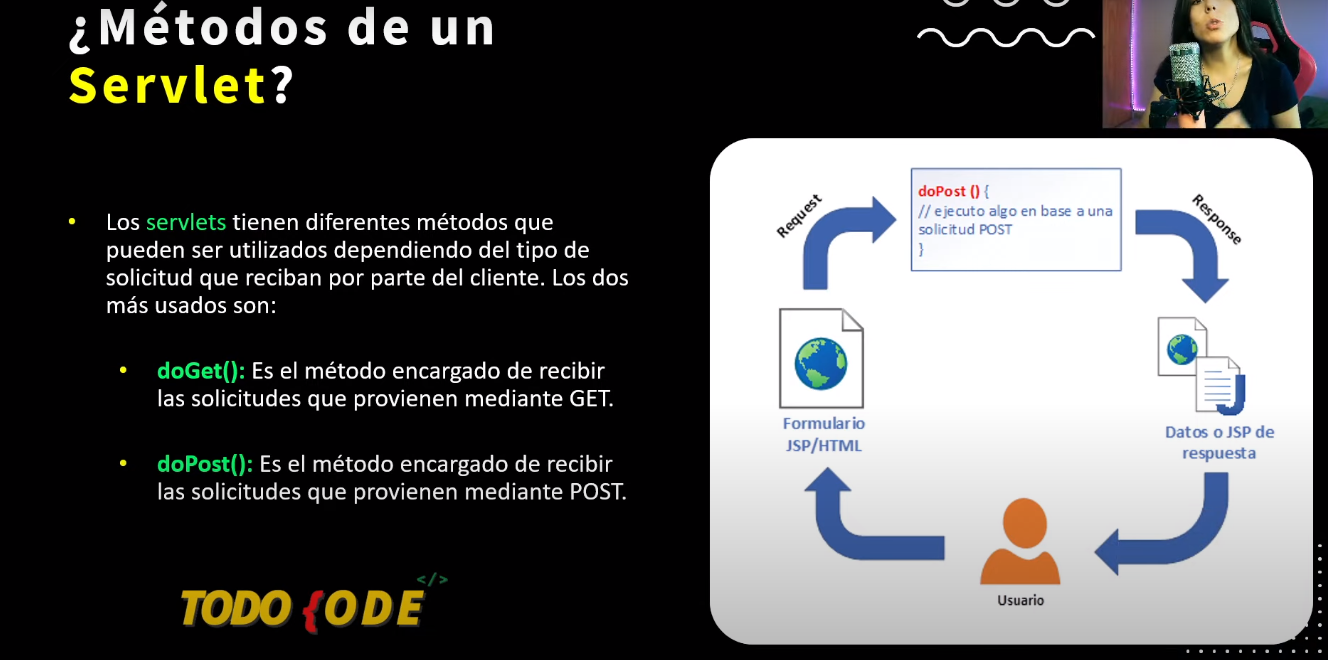 ¿Métodos de un
Servlet?
Los servlets tienen diferentes métodos que
pueden ser utilizados dependiendo del tipo de
solicitud que reciban por parte del cliente. Los dos
más usados son:
doGet(): Es el método encargado de recibir
las solicitudes que provienen mediante GET.
doPost(): Es el método encargado de recibir
las solicitudes que provienen mediante POST.
</>
TODO {ODE
Request
doPost () {
// ejecuto algo en base a una
solicitud POST
}
Response
Formulario
JSP/HTML
Datos o JSP de
respuesta
Usuario